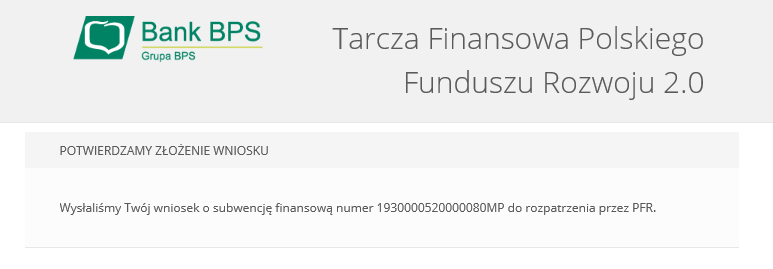 Bank BPS
Grupa BPS
Tarcza Finansowa Polskiego
Funduszu Rozwoju 2.0
POTWIERDZAMY ZŁOŻENIE WNIOSKU
Wysłaliśmy Twój wniosek o subwencję finansową numer 1930000520000080MP do rozpatrzenia przez PFR.